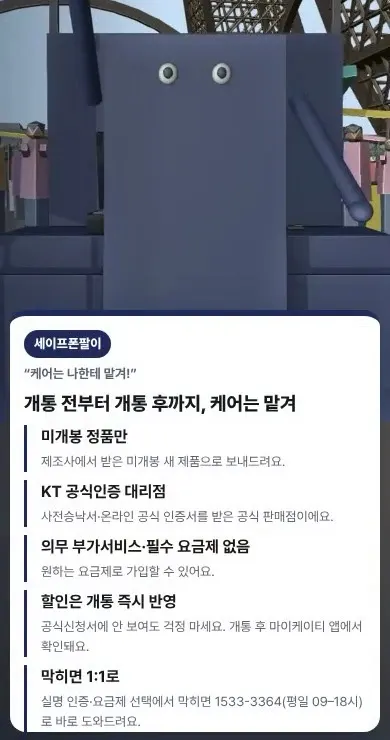 세이프폰팔이
“케어는 나한테 맡겨!”
개통 전부터 개통 후까지, 케어는 맡겨
미개봉 정품만
제조사에서 받은 미개봉 새 제품으로 보내드려요.
KT 공식인증 대리점
사전승낙서·온라인 공식 인증서를 받은 공식 판매점이에요.
의무 부가서비스·필수 요금제 없음
원하는 요금제로 가입할 수 있어요.
할인은 개통 즉시 반영
공식신청서에 안 보여도 걱정 마세요. 개통 후 마이케이티 앱에서
확인돼요.
막히면 1:1로
실명 인증·요금제 선택에서 막히면 1533-3364(평일 09–18시)
로 바로 도와드려요.